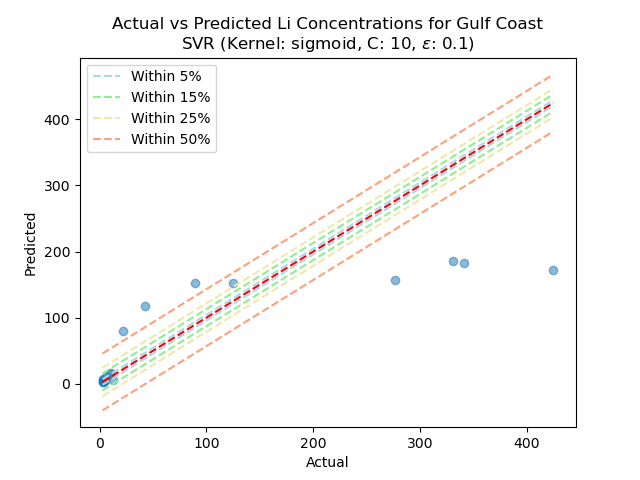 Actual vs Predicted Li Concentrations for Gulf Coast
SVR (Kernel: sigmoid, C: 10, ε: 0.1)
Within 5%
Within 15%
Within 25%
Within 50%
Predicted
400
300
200
100
0
0 100 200 300 400
Actual